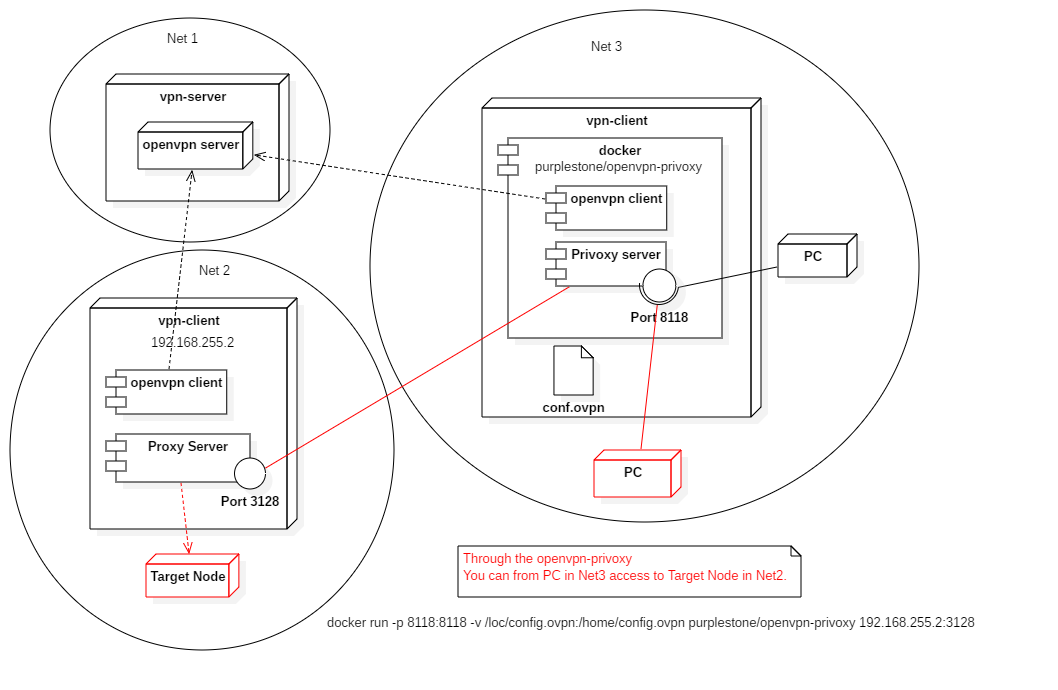 Net 1
vpn-server
openvpn server
Net 3
vpn-client
docker
purplestone/openvpn-privoxy
openvpn client
Privoxy server
Port 8118
conf.ovpn
PC
PC
Net 2
vpn-client
192.168.255.2
openvpn client
Proxy Server
Port 3128
Target Node
Through the openvpn-privoxy
You can from PC in Net3 access to Target Node in Net2.
docker run -p 8118:8118 -v /loc/config.ovpn:/home/config.ovpn purplestone/openvpn-privoxy 192.168.255.2:3128